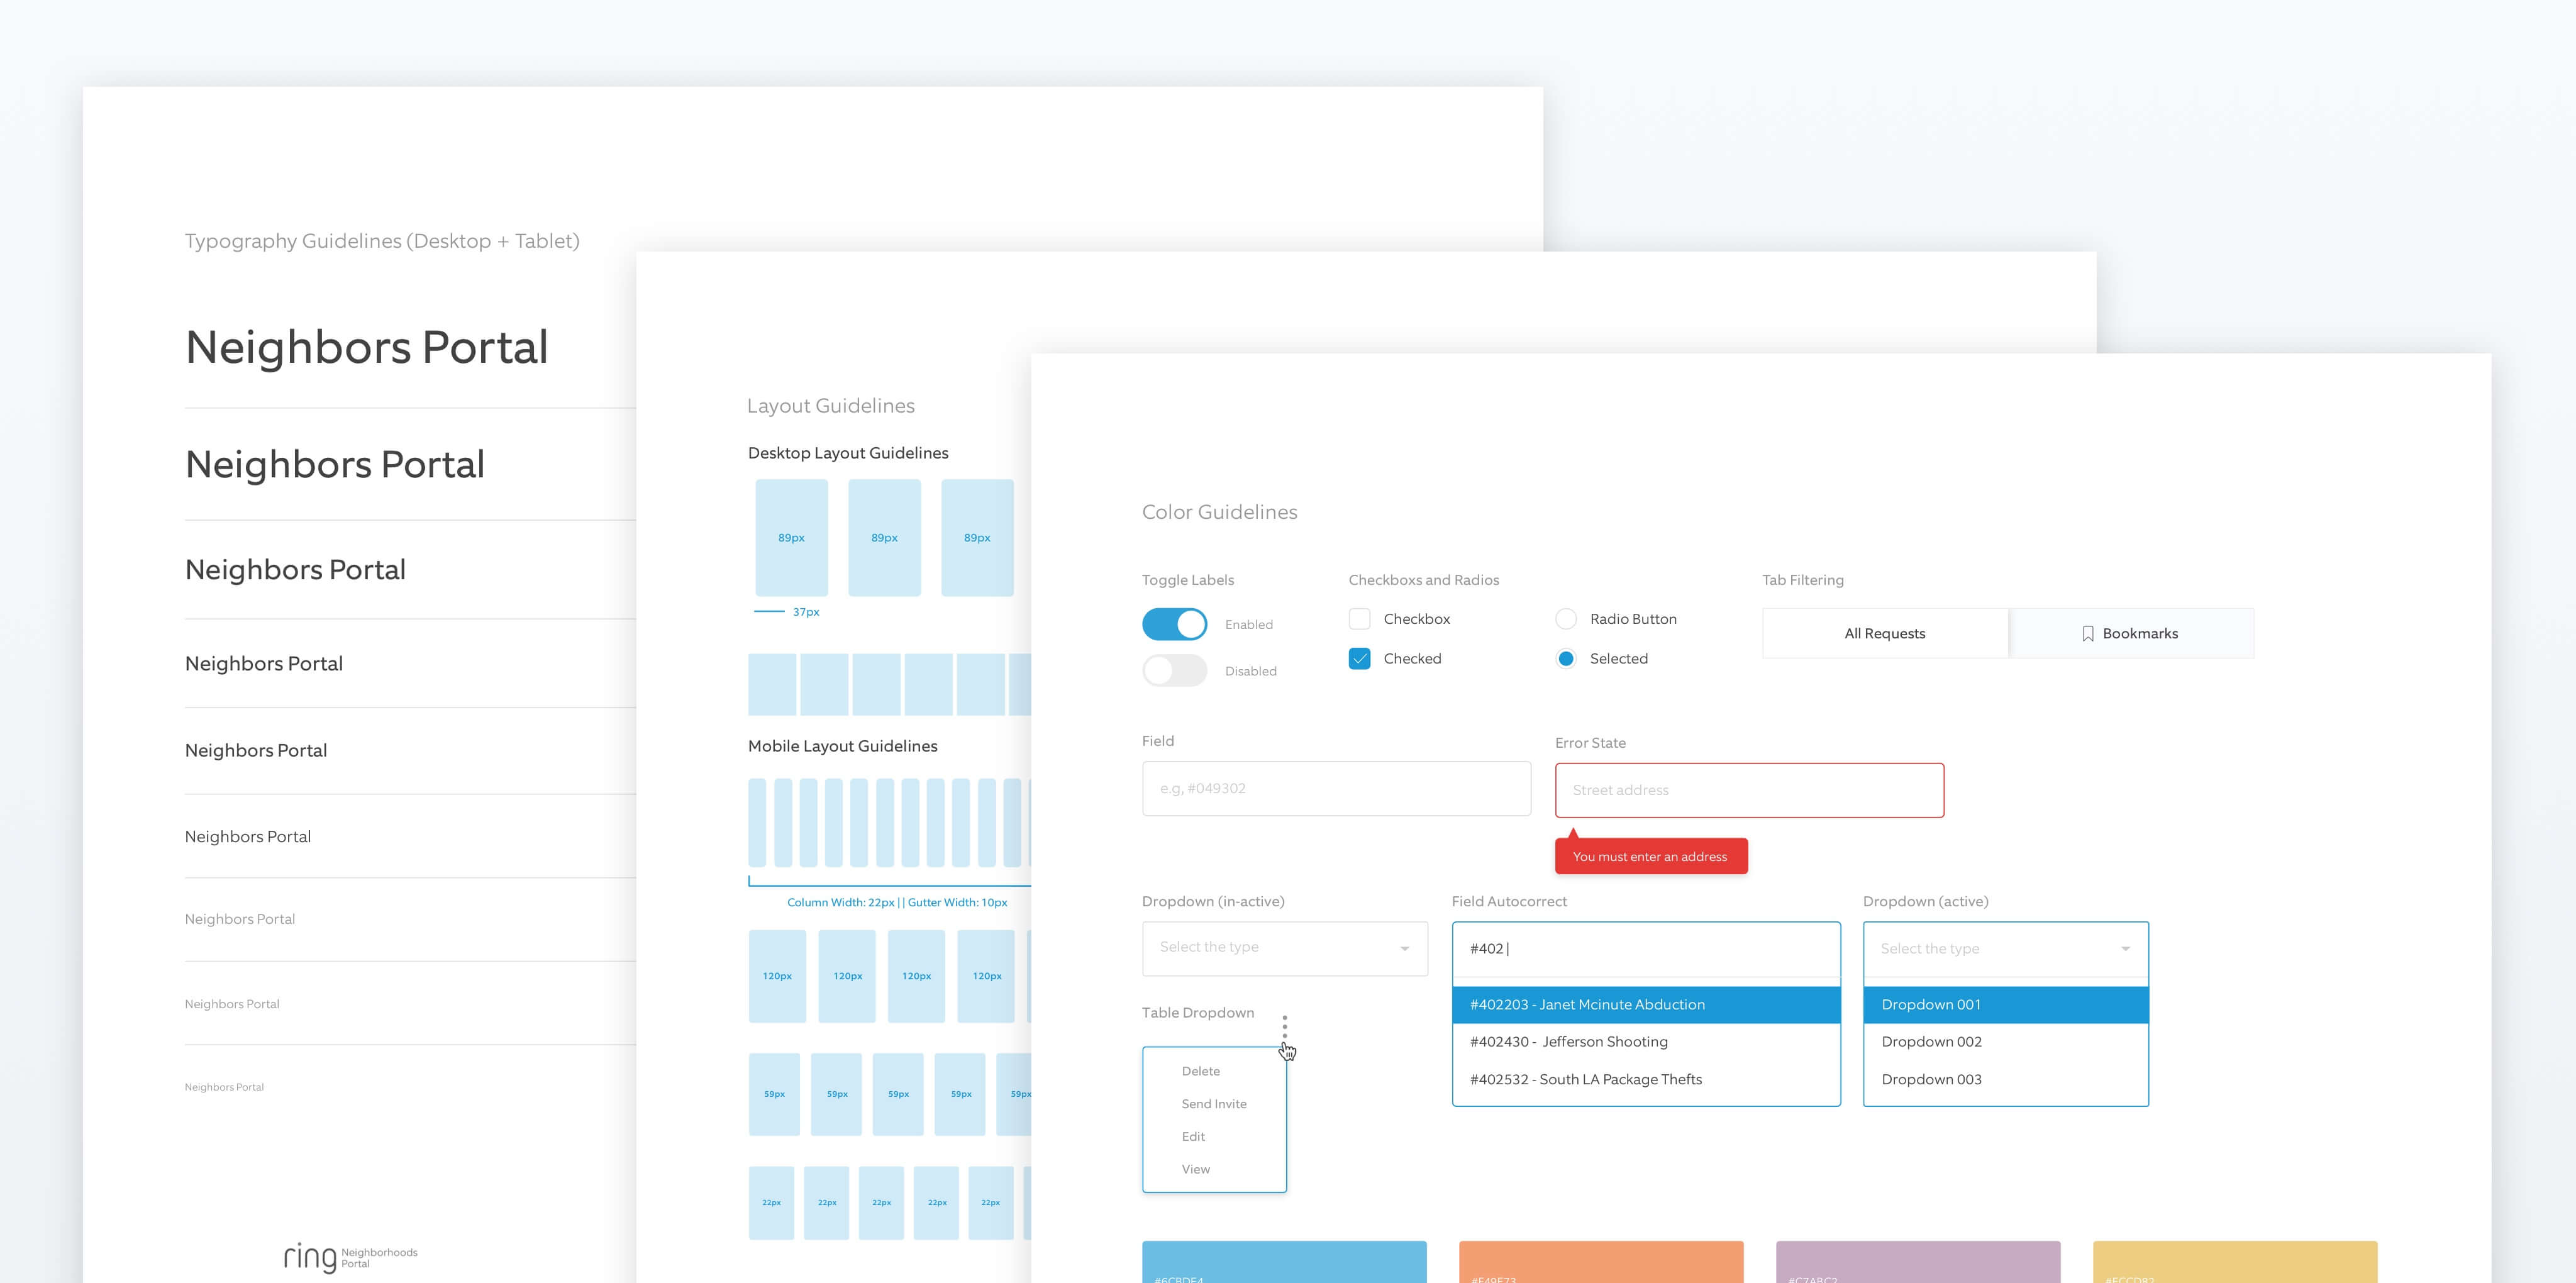 Typography Guidelines (Desktop + Tablet)
Neighbors Portal
Neighbors Portal
Neighbors Portal
Neighbors Portal
Neighbors Portal
Neighbors Portal
Neighbors Portal
Neighbors Portal
Neighbors Portal
ring Neighborhoods
Portal
Layout Guidelines
Desktop Layout Guidelines
89px 89px 89px
37px
Mobile Layout Guidelines
Column Width: 22px || Gutter Width: 10px
120px 120px 120px 120px
59px 59px 59px 59px 59px
22px 22px 22px 22px 22px
Color Guidelines
Toggle Labels
Enabled
Disabled
Checkboxs and Radios
Checkbox
Checked
Radio Button
Selected
Tab Filtering
All Requests Bookmarks
Field
e.g, #049302
Error State
Street address
You must enter an address
Dropdown (in-active)
Select the type
Field Autocorrect
#402|
#402203 - Janet Mcinute Abduction
#402430 - Jefferson Shooting
#402532 - South LA Package Thefts
Dropdown (active)
Select the type
Dropdown 001
Dropdown 002
Dropdown 003
Table Dropdown
Delete
Send Invite
Edit
View